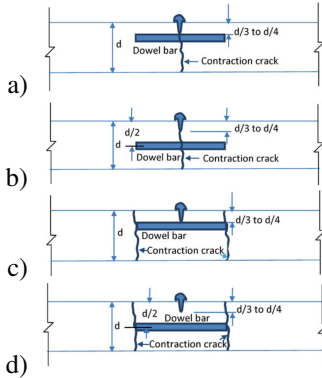 d/3 to d/4
d
Dowel bar
Contraction crack
a)
d/2
d/3 to d/4
d
Dowel bar
Contraction crack
b)
d
d/3 to d/4
Dowel bar
Contraction crack
c)
d/2
d/3 to d/4
Dowel bar
d
Contraction crack
d)